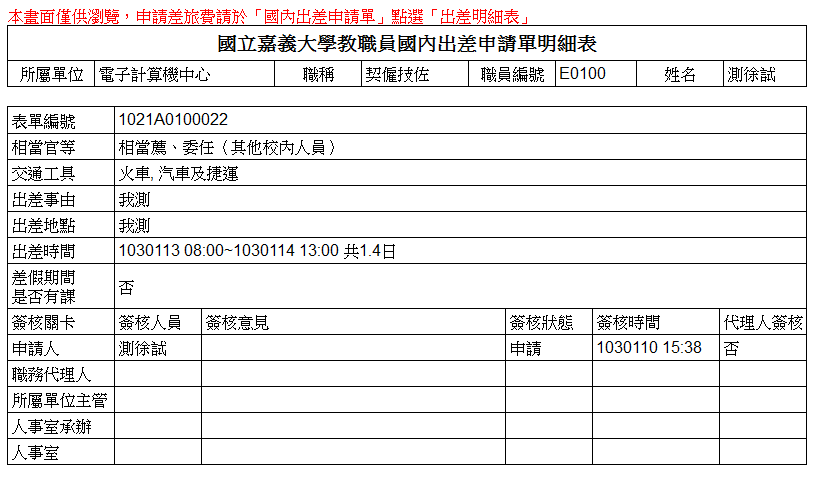 本畫面僅供瀏覽，申請差旅費請於「國內出差申請單」點選「出差明細表」
國立嘉義大學教職員國內出差申請單明細表
所屬單位 電子計算機中心 職稱 契僱技佐 職員編號 E0100 姓名 測徐試
表單編號 1021A0100022
相當官等 相當薦、委任（其他校內人員）
交通工具 火車, 汽車及捷運
出差事由 我測
出差地點 我測
出差時間 1030113 08:00~1030114 13:00 共1.4日
差假期間
是否有課 否
簽核關卡 簽核人員 簽核意見 簽核狀態 簽核時間 代理人簽核
申請人 測徐試 申請 1030110 15:38 否
職務代理人
所屬單位主管
人事室承辦
人事室